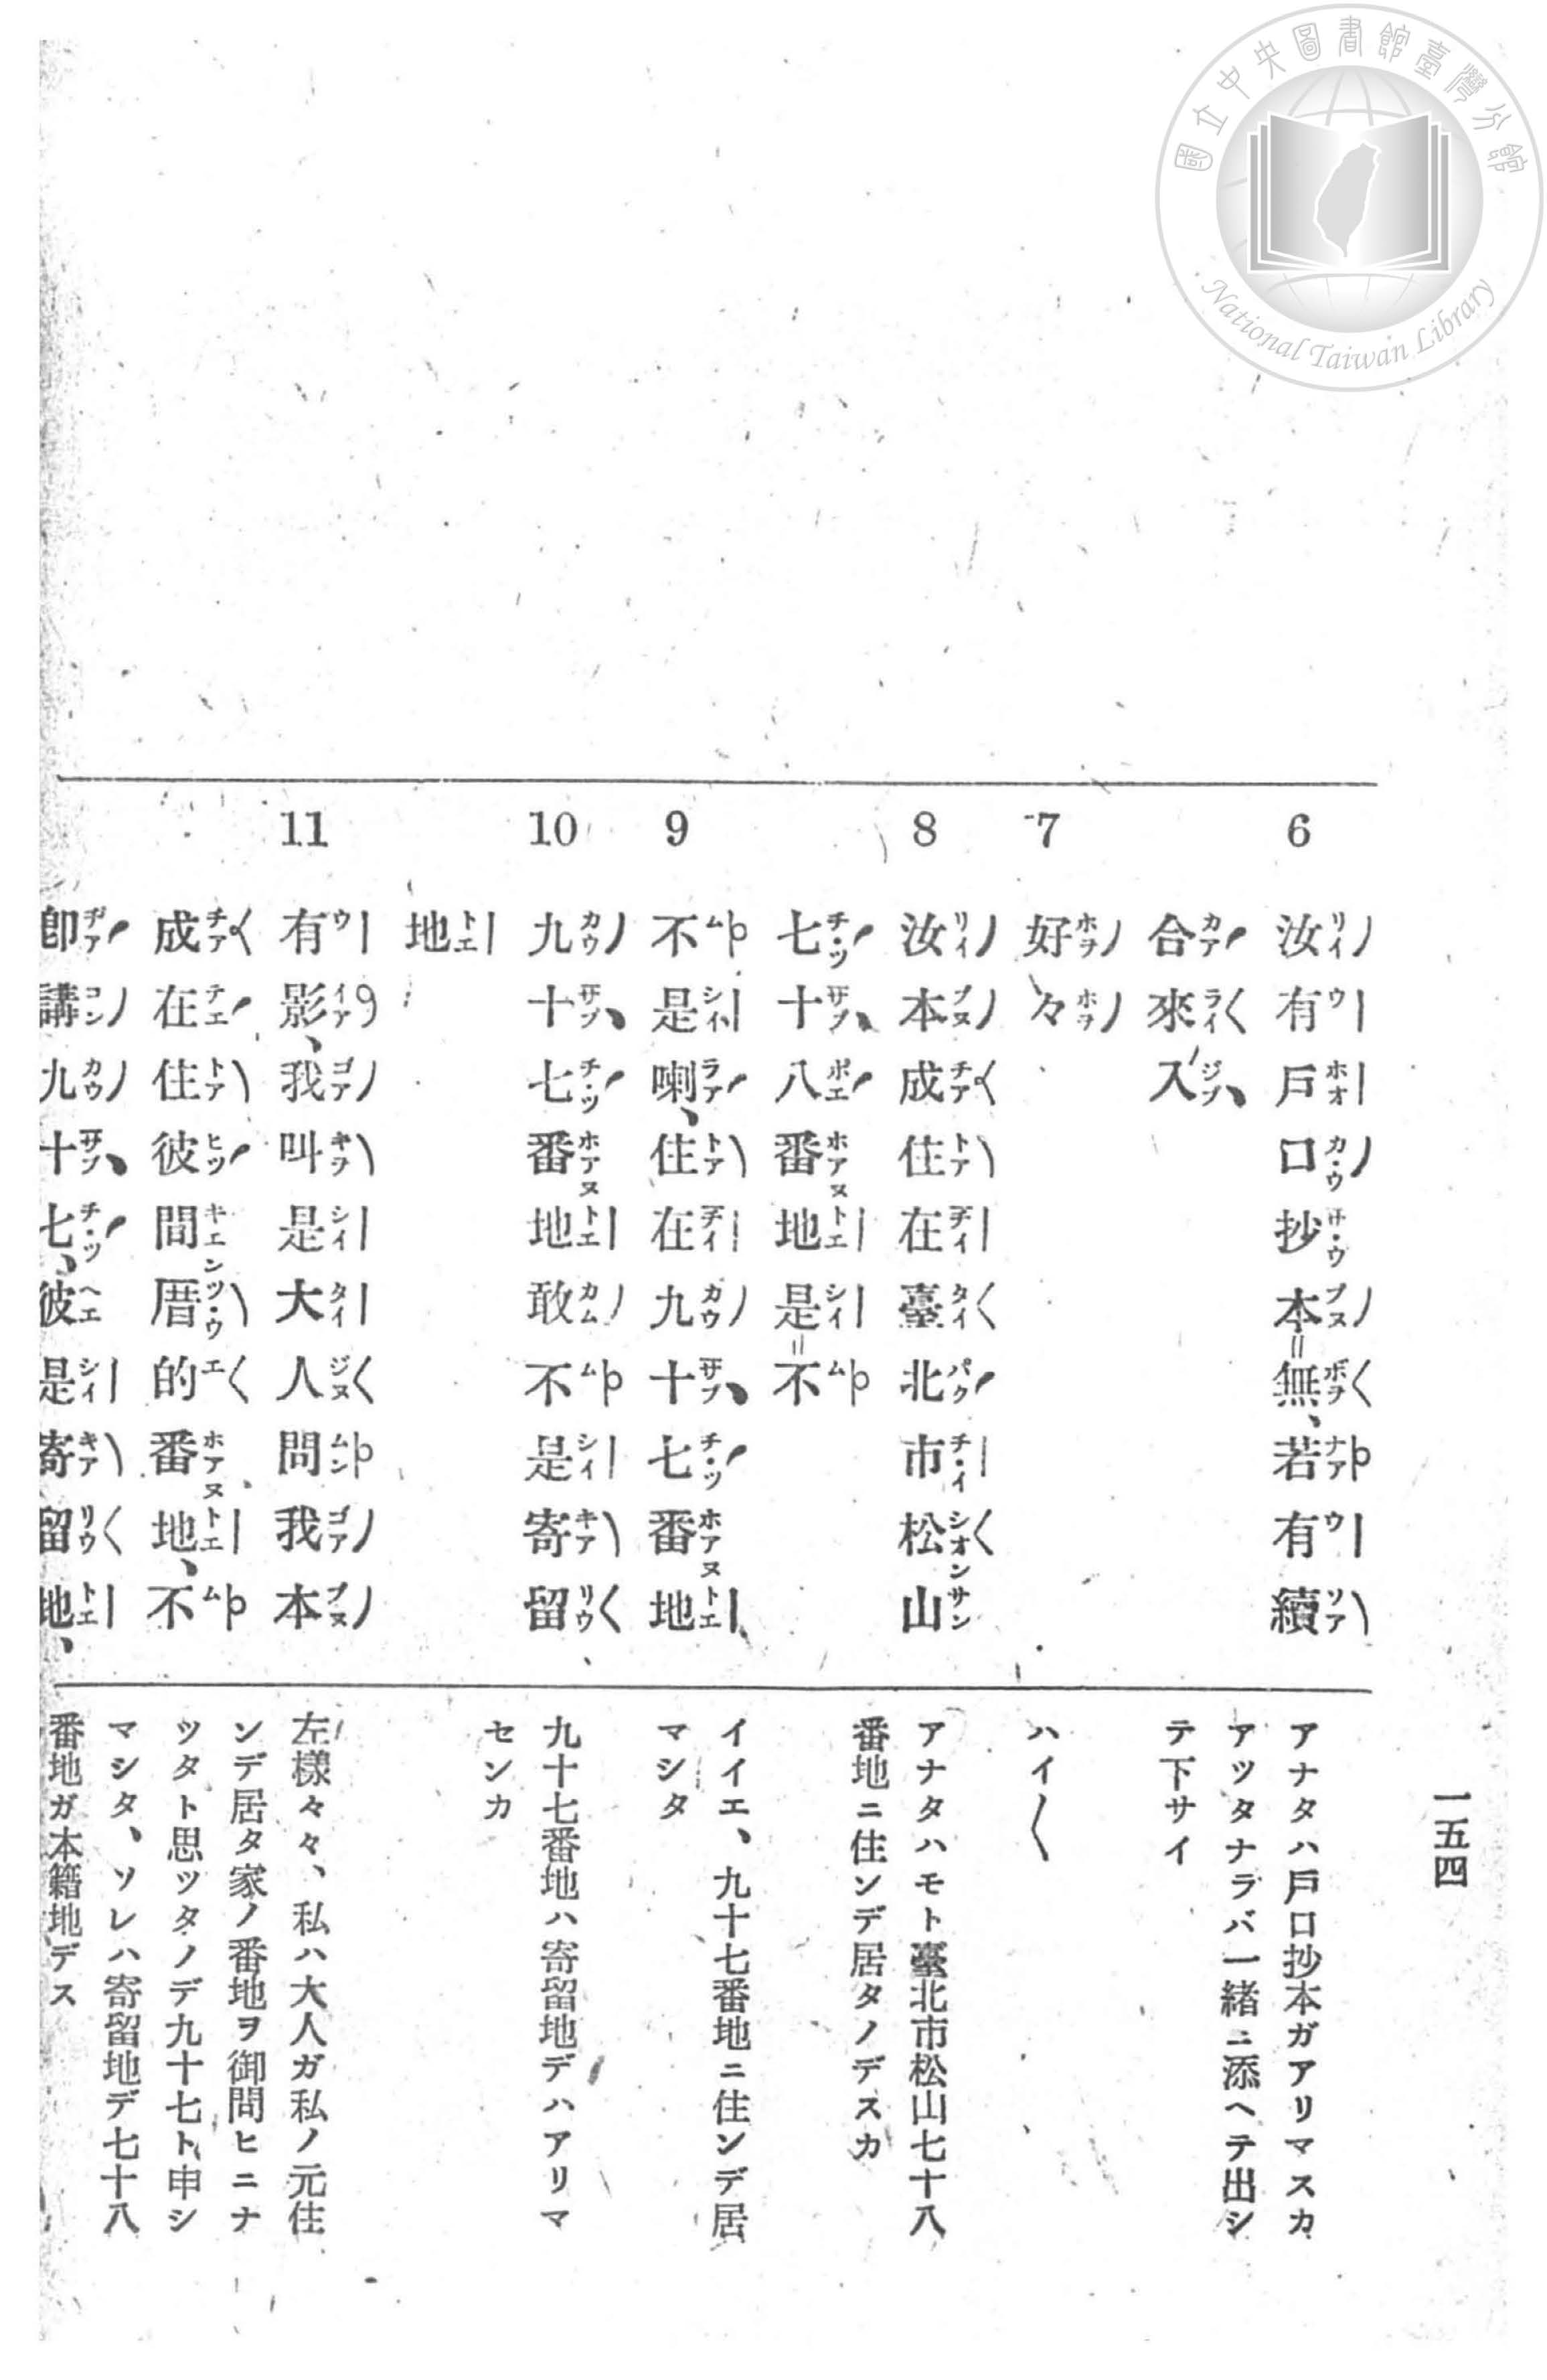 國立中央圖書館臺灣分館
National Taiwan Library
一五四
6
汝有戶口抄本=無、若有續
合來入
アナタハ戶口抄本ガアリマスカ
アツタナラバ一緒ニ添ヘテ出シ
テ下サイ
7
好々
ハイ〱
8
汝本成住在臺北市松山
七十八番地是=不
アナタハモト臺北市松山七十八
番地ニ住ンデ居タノデスカ
9
不是喇、住在九十七番地
イイエ、九十七番地ニ住ンデ居
マシタ
10
九十七番地敢不是寄留
地
九十七番地ハ寄留地デハアリマ
センカ
11
有影、我叫是大人問我本
成在住彼間厝的番地、不
卽講九十七、彼是寄留地、
左樣々々、私ハ大人ガ私ノ元住
ンデ居タ家ノ番地ヲ御問ヒニナ
ツタト思ツタノデ九十七ト申シ
マシタ、ソレハ寄留地デ七十八
番地ガ本籍地デス